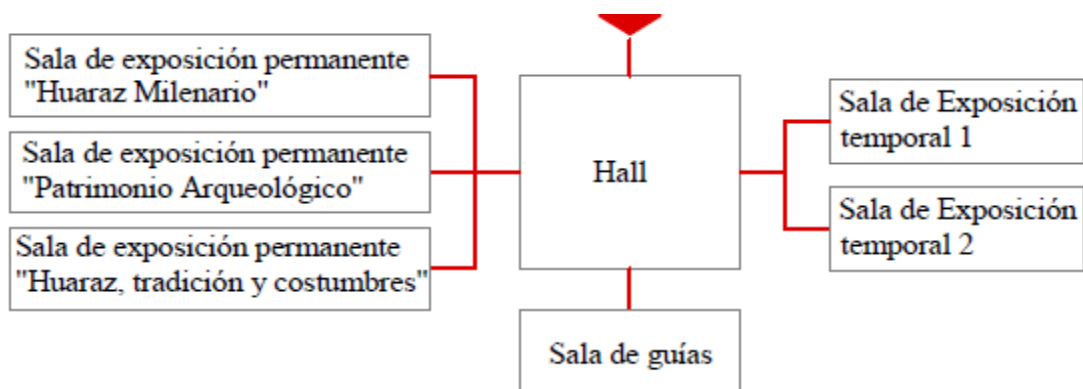 Sala de exposición permanente
"Huaraz Milenario"
Sala de exposición permanente
"Patrimonio Arqueológico"
Sala de exposición permanente
"Huaraz, tradición y costumbres"
Hall
Sala de Exposición
temporal 1
Sala de Exposición
temporal 2
Sala de guías